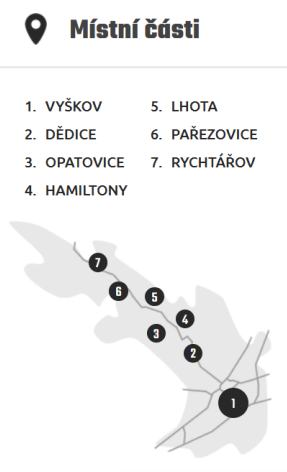 Místní části
1. VYŠKOV
2. DĚDICE
3. OPATOVICE
4. HAMILTONY
5. LHOTA
6. PAŘEZOVICE
7. RYCHTÁŘOV
7
6
5
4
3
2
1